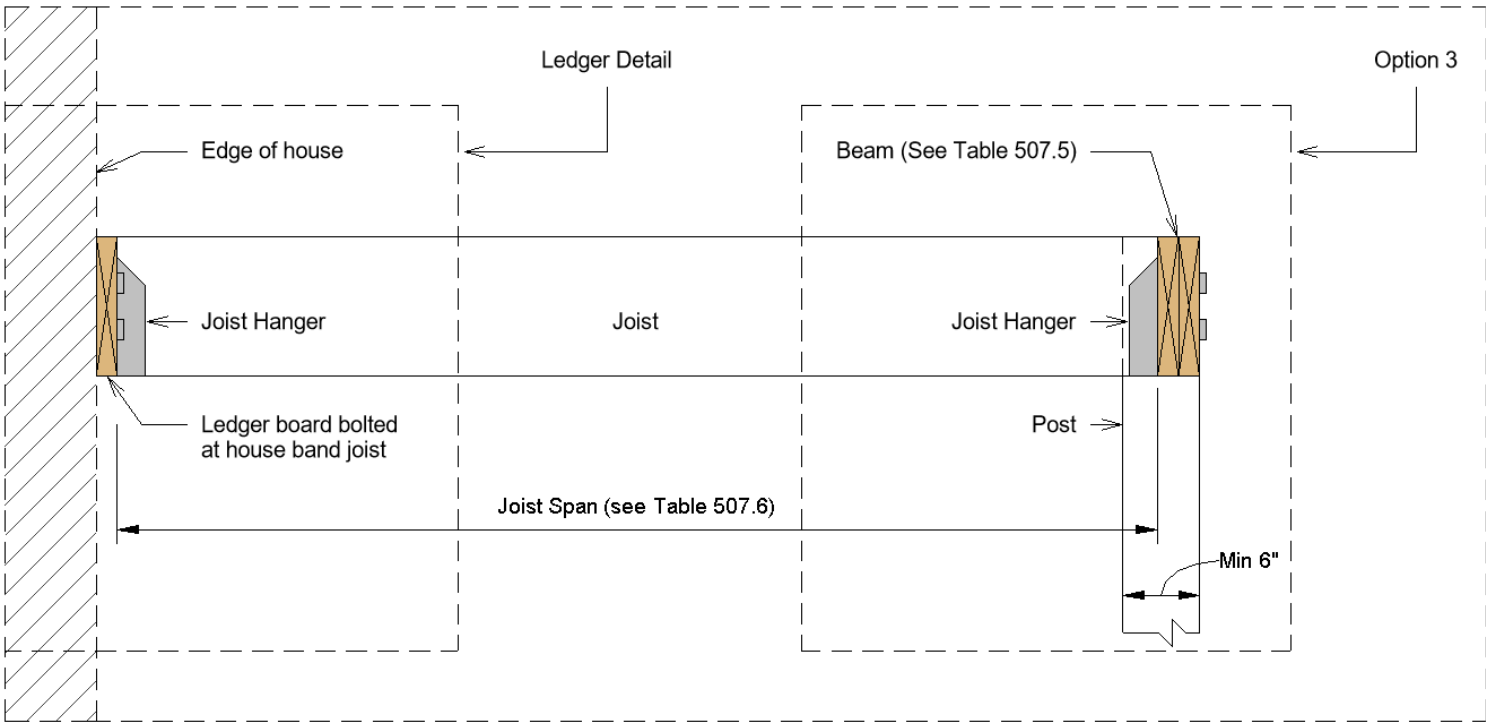 Ledger Detail
Option 3
Edge of house
Beam (See Table 507.5)
Joist Hanger
Joist
Joist Hanger
Ledger board bolted
at house band joist
Post
Joist Span (see Table 507.6)
Min 6"